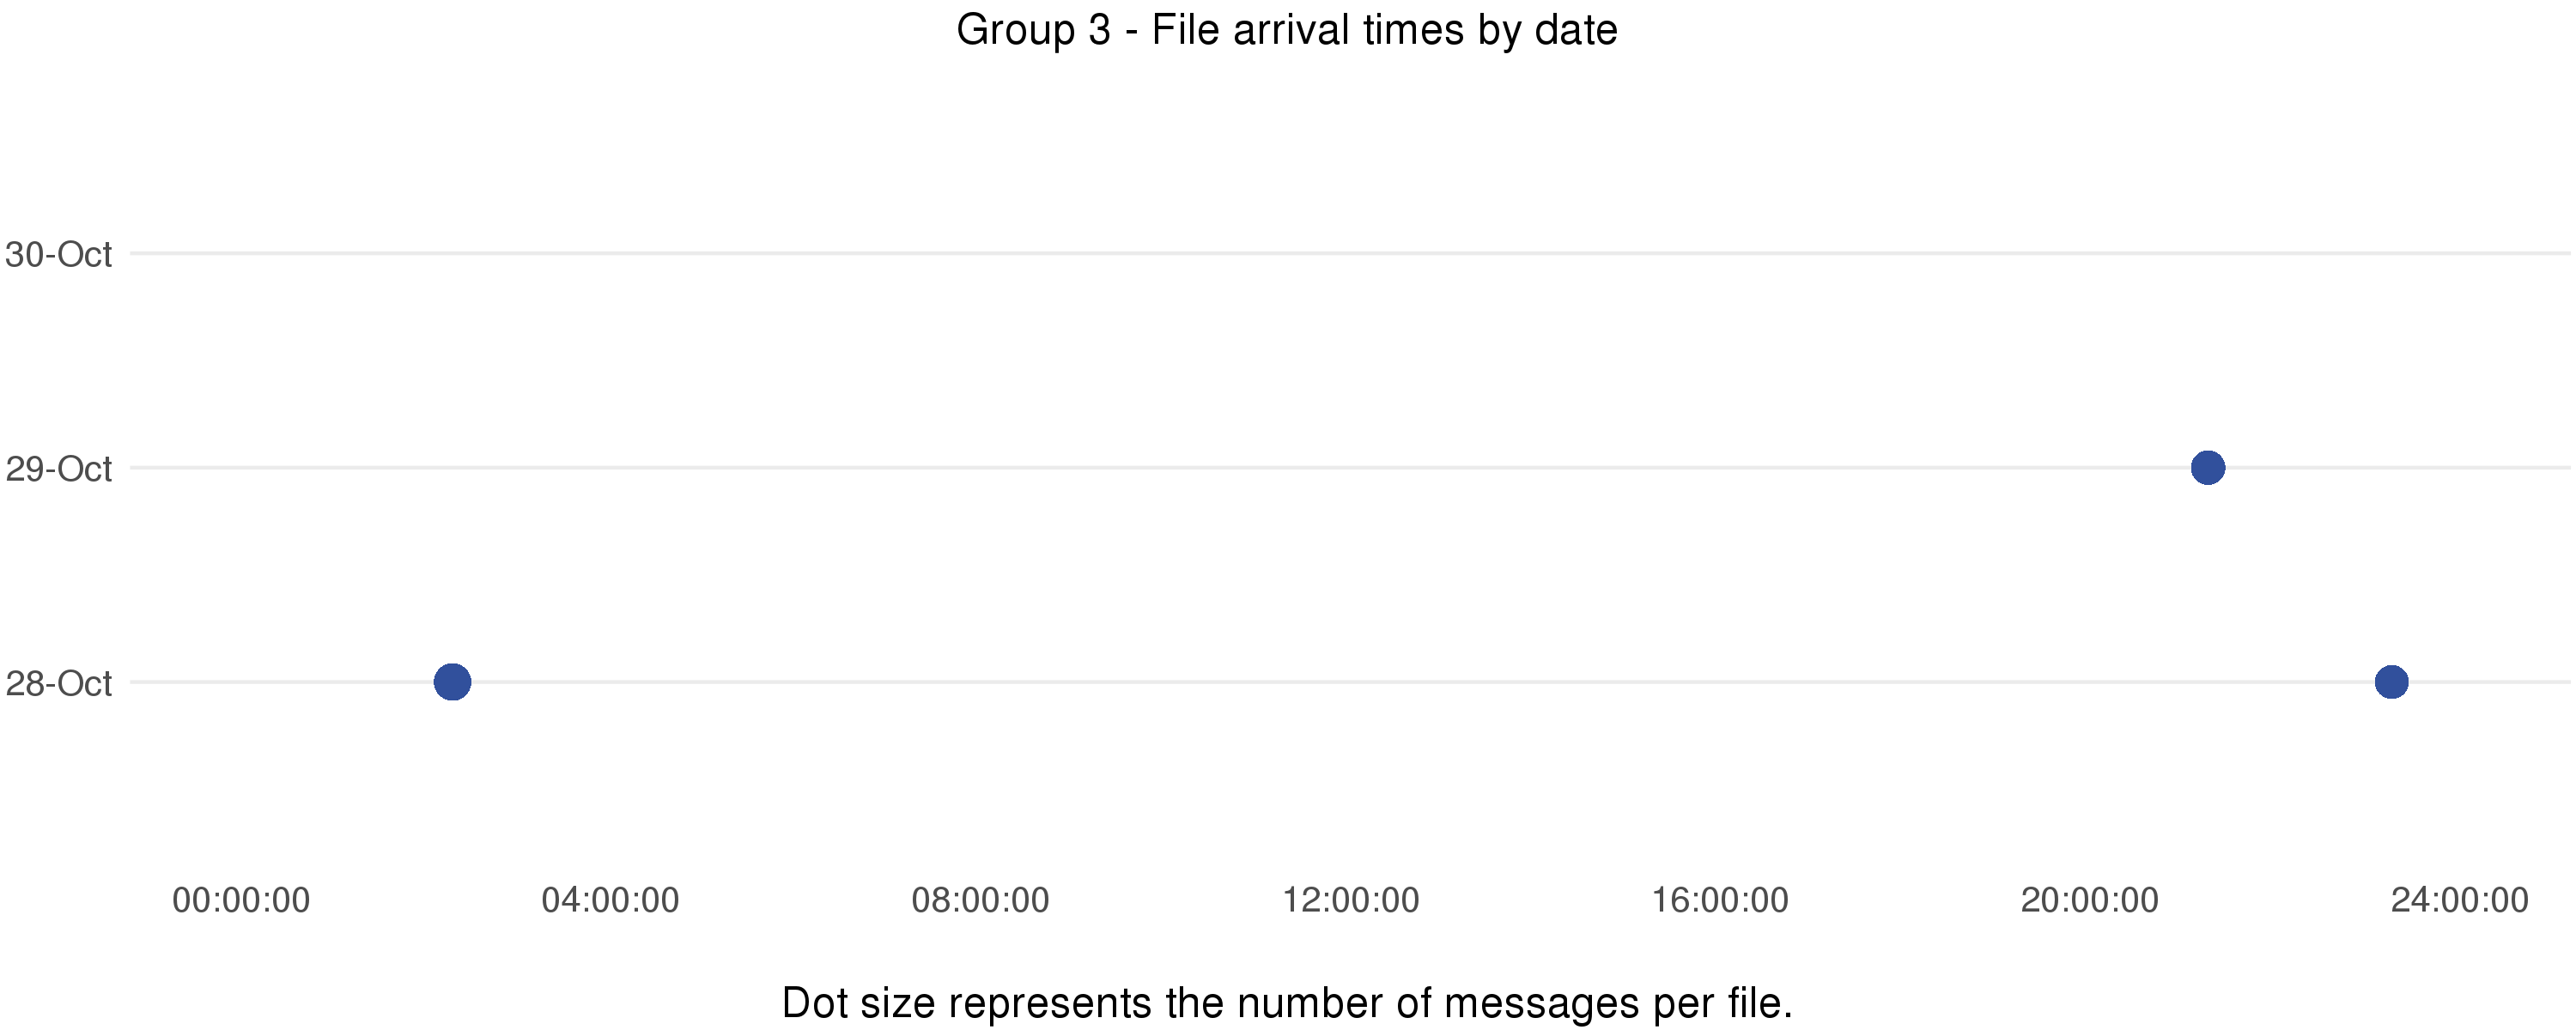 Group 3 - File arrival times by date
30-Oct
29-Oct
28-Oct
00:00:00 04:00:00 08:00:00 12:00:00 16:00:00 20:00:00 24:00:00
Dot size represents the number of messages per file.